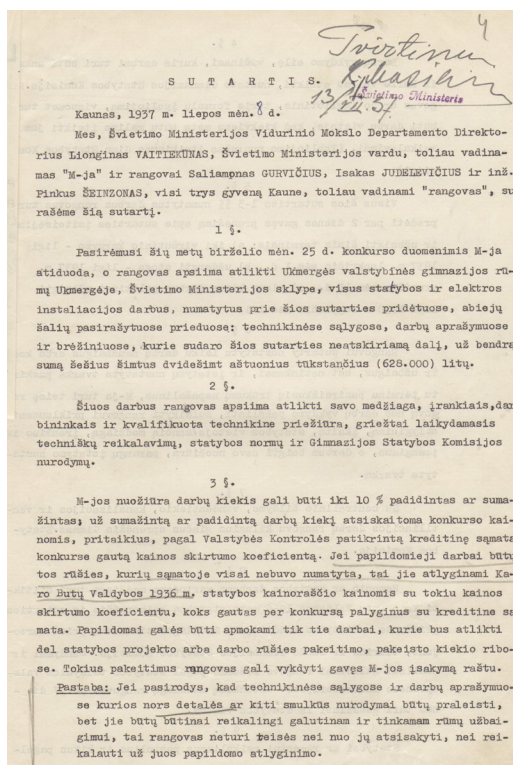 4
Tvirtinu
S U T A R T I S.
13/VII.37
Švietimo Ministeris
Kaunas, 1937 m. liepos mėn. 8 d.
Mes, Švietimo Ministerijos Vidurinio Mokslo Departamento Direkto-
rius Lionginas VAITIEKŪNAS, Švietimo Ministerijos vardu, toliau vadina-
mas "M-ja" ir rangovai Saliampnas GURVIČIUS, Isakas JUDELEVIČIUS ir inž.
Pinkus ŠEINZONAS, visi trys gyveną Kaune, toliau vadinami "rangovas", su
rašėme šią sutartį.
1 §.
Pasirėmusi šių metų birželio mėn. 25 d. konkurso duomenimis M-ja
atiduoda, o rangovas apsiima atlikti Ukmergės valstybinės gimnazijos rū-
mų Ukmergėje, Švietimo Ministerijos sklype, visus statybos ir elektros
instaliacijos darbus, numatytus prie šios sutarties pridėtuose, abiejų
šalių pasirašytuose prieduose: technikinėse sąlygose, darbų aprašymuose
ir brėžiniuose, kurie sudaro šios sutarties neatskiriamą dalį, už bendrą
sumą šešius šimtus dvidešimt aštuonius tūkstančius (628.000) litų.
2 §.
Šiuos darbus rangovas apsiima atlikti savo medžiaga, įrankiais, dar
bininkais ir kvalifikuota technikine priežiūra, griežtai laikydamasis
techniškų reikalavimų, statybos normų ir Gimnazijos Statybos Komisijos
nurodymų.
3 §.
M-jos nuožiūra darbų kiekis gali būti iki 10 % padidintas ar suma-
žintas; už sumažintą ar padidintą darbų kiekį atsiskaitoma konkurso kai-
nomis, pritaikius, pagal Valstybės Kontrolės patikrintą kreditinę sąmatą
konkurse gautą kainos skirtumo koeficientą. Jei papildomieji darbai būtų
tos rūšies, kurių sąmatoje visai nebuvo numatyta, tai jie atlyginami Ka-
ro Butų Valdybos 1936 m. statybos kainoraščio kainomis su tokiu kainos
skirtumo koeficientu, koks gautas per konkursą palyginus su kreditine są
mata. Papildomai galės būti apmokami tik tie darbai, kurie bus atlikti
dėl statybos projekto arba darbo rūšies pakeitimo, pakeisto kiekio ribo-
se. Tokius pakeitimus rangovas gali vykdyti gavęs M-jos įsakymą raštu.
Pastaba: Jei pasirodys, kad technikinėse sąlygose ir darbų aprašymuo-
se kurios nors detalės ar kiti smulkūs nurodymai būtų praleisti,
bet jie būtų būtinai reikalingi galutinam ir tinkamam rūmų užbai-
gimui, tai rangovas neturi teisės nei nuo jų atsisakyti, nei rei-
kalauti už juos papildomo atlyginimo.